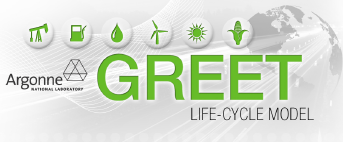 Argonne
NATIONAL LABORATORY
GREET
LIFE-CYCLE MODEL